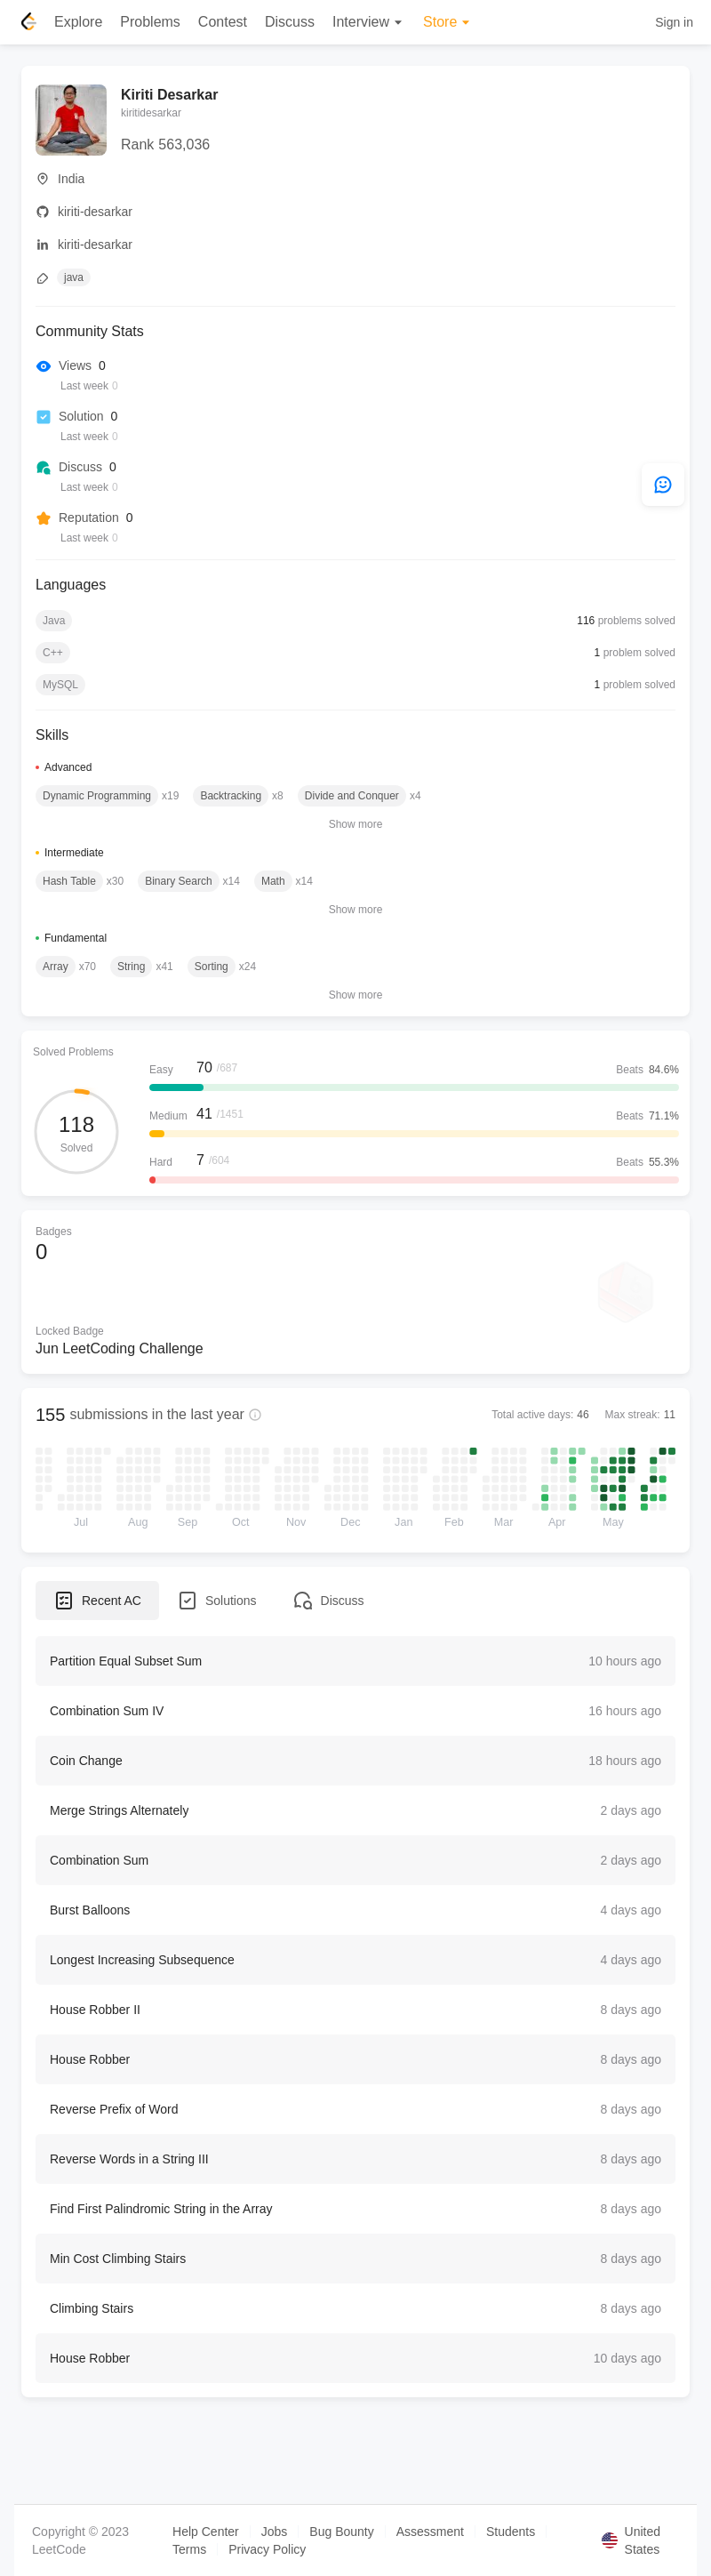 Explore Problems Contest Discuss Interview Store Sign in
Kiriti Desarkar
kiritidesarkar
Rank 563,036
India
kiriti-desarkar
kiriti-desarkar
java
Community Stats
Views 0
Last week 0
Solution 0
Last week 0
Discuss 0
Last week 0
Reputation 0
Last week 0
Languages
Java 116 problems solved
C++ 1 problem solved
MySQL 1 problem solved
Skills
Advanced
Dynamic Programming x19 Backtracking x8 Divide and Conquer x4
Show more
Intermediate
Hash Table x30 Binary Search x14 Math x14
Show more
Fundamental
Array x70 String x41 Sorting x24
Show more
Solved Problems
118
Solved
Easy 70 /687 Beats 84.6%
Medium 41 /1451 Beats 71.1%
Hard 7 /604 Beats 55.3%
Badges
0
Locked Badge
Jun LeetCoding Challenge
155 submissions in the last year Total active days: 46 Max streak: 11
Jul Aug Sep Oct Nov Dec Jan Feb Mar Apr May
Recent AC Solutions Discuss
Partition Equal Subset Sum 10 hours ago
Combination Sum IV 16 hours ago
Coin Change 18 hours ago
Merge Strings Alternately 2 days ago
Combination Sum 2 days ago
Burst Balloons 4 days ago
Longest Increasing Subsequence 4 days ago
House Robber II 8 days ago
House Robber 8 days ago
Reverse Prefix of Word 8 days ago
Reverse Words in a String III 8 days ago
Find First Palindromic String in the Array 8 days ago
Min Cost Climbing Stairs 8 days ago
Climbing Stairs 8 days ago
House Robber 10 days ago
Copyright © 2023
LeetCode
Help Center Jobs Bug Bounty Assessment Students
Terms Privacy Policy
United
States